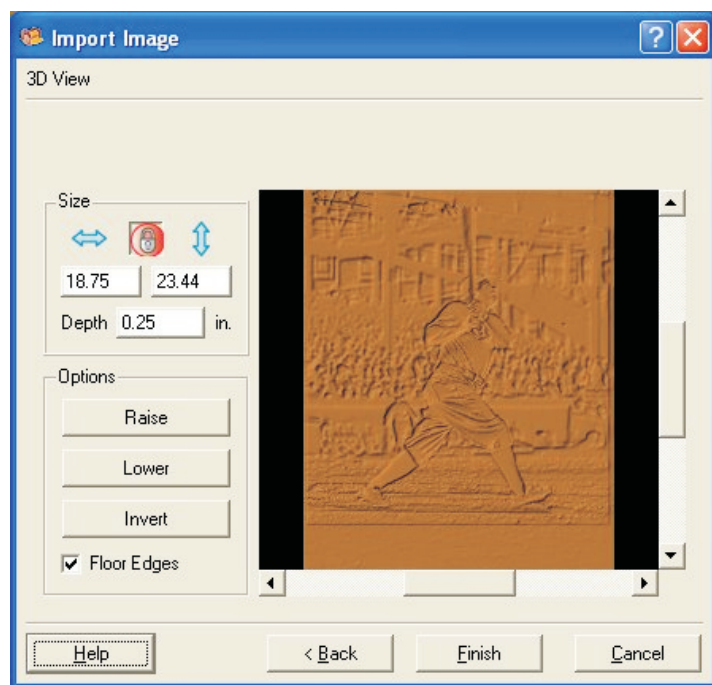 Import Image
3D View
Size
18.75 23.44
Depth 0.25 in.
Options
Raise
Lower
Invert
Floor Edges
Help < Back Finish Cancel